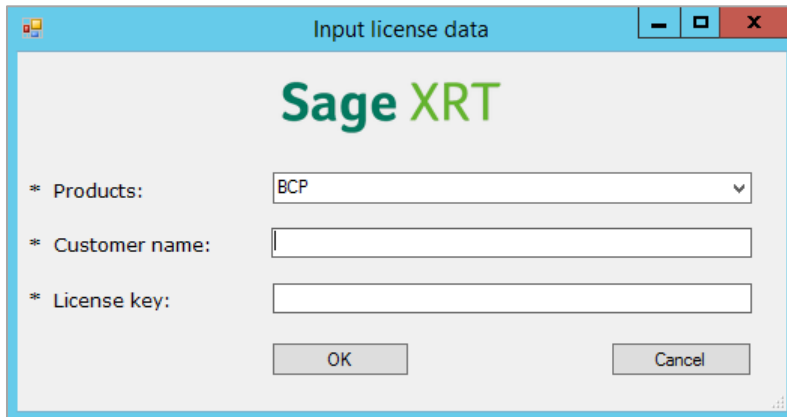 Input license data
Sage XRT
* Products:
BCP
* Customer name:
* License key:
OK
Cancel